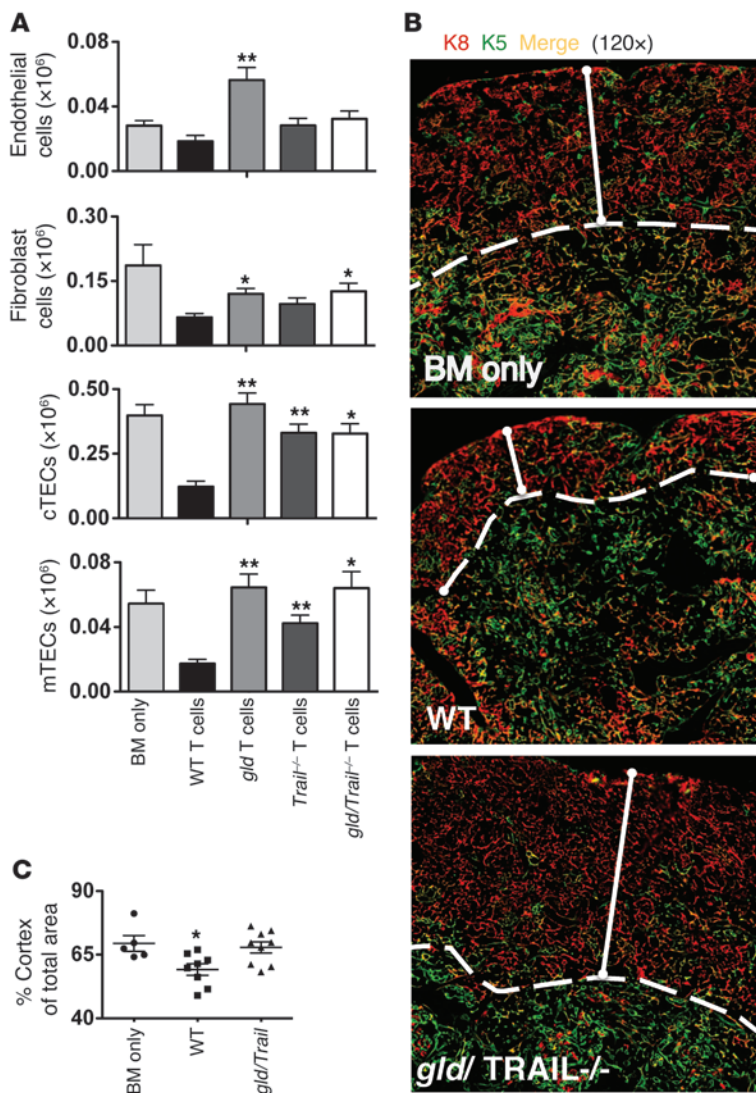 A
Endothelial
cells (×10⁶)
0.08
0.04
0.00
**
Fibroblast
cells (×10⁶)
0.30
0.15
0.00
*
*
cTECs (×10⁶)
0.50
0.25
0.00
**
**
*
mTECs (×10⁶)
0.08
0.04
0.00
**
**
*
BM only
WT T cells
gld T cells
Trail⁻/⁻ T cells
gld/Trail⁻/⁻ T cells
B
K8 K5 Merge (120×)
BM only
WT
gld/ TRAIL-/-
C
% Cortex
of total area
90
65
40
*
BM only
WT
gld/Trail